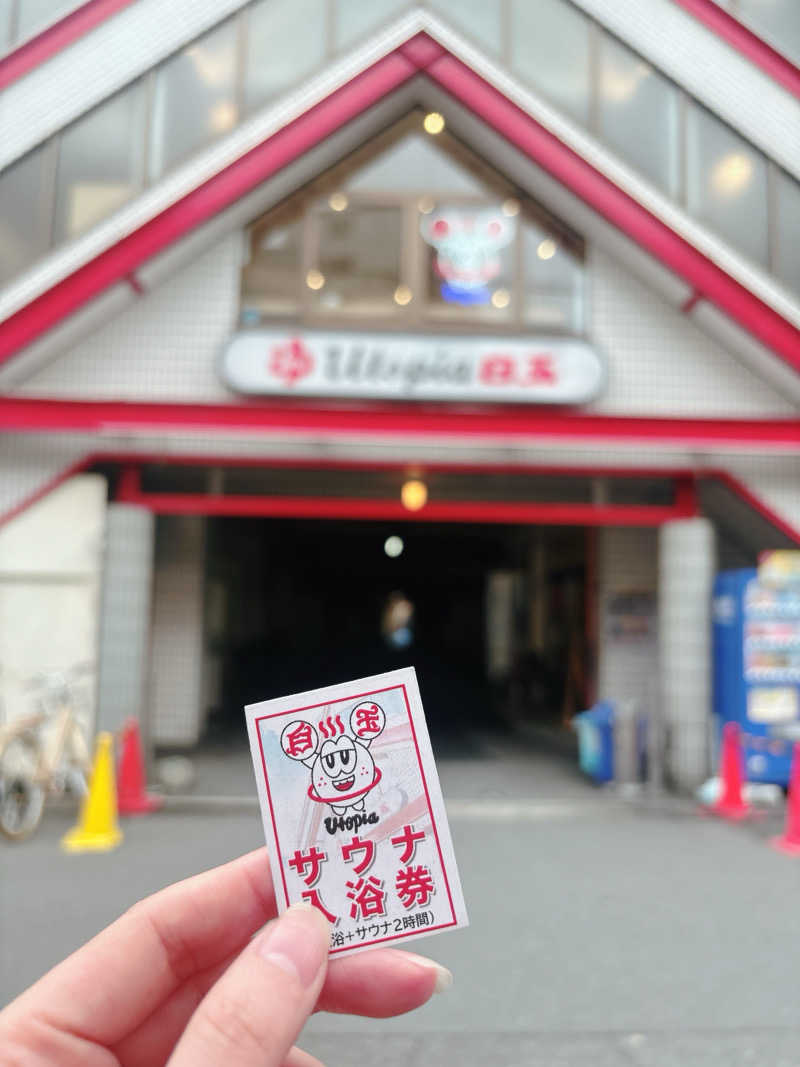 ゆ Utopia 白玉
白 玉
Utopia
サウナ
入浴券
浴+サウナ2時間)